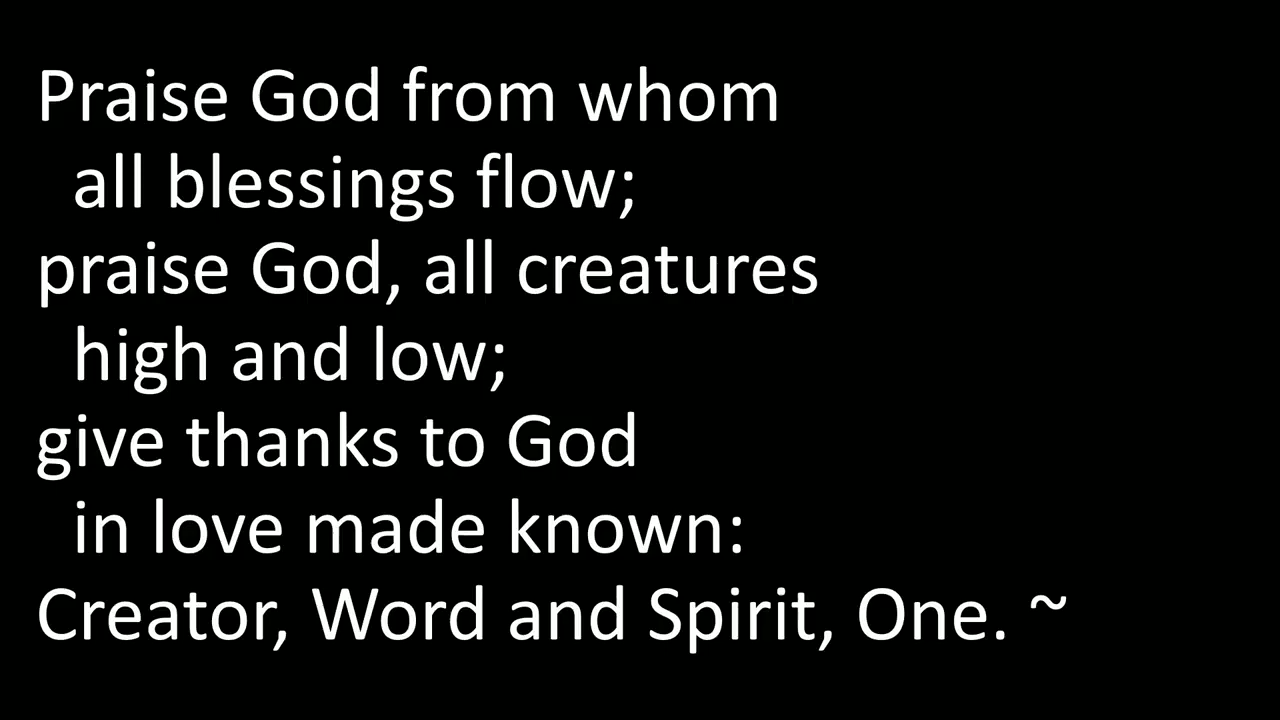 Praise God from whom
all blessings flow;
praise God, all creatures
high and low;
give thanks to God
in love made known:
Creator, Word and Spirit, One. ~